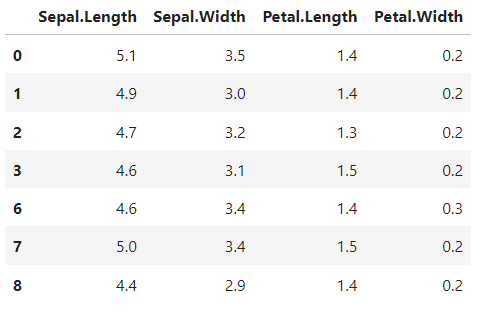 Sepal.Length Sepal.Width Petal.Length Petal.Width
0 5.1 3.5 1.4 0.2
1 4.9 3.0 1.4 0.2
2 4.7 3.2 1.3 0.2
3 4.6 3.1 1.5 0.2
6 4.6 3.4 1.4 0.3
7 5.0 3.4 1.5 0.2
8 4.4 2.9 1.4 0.2